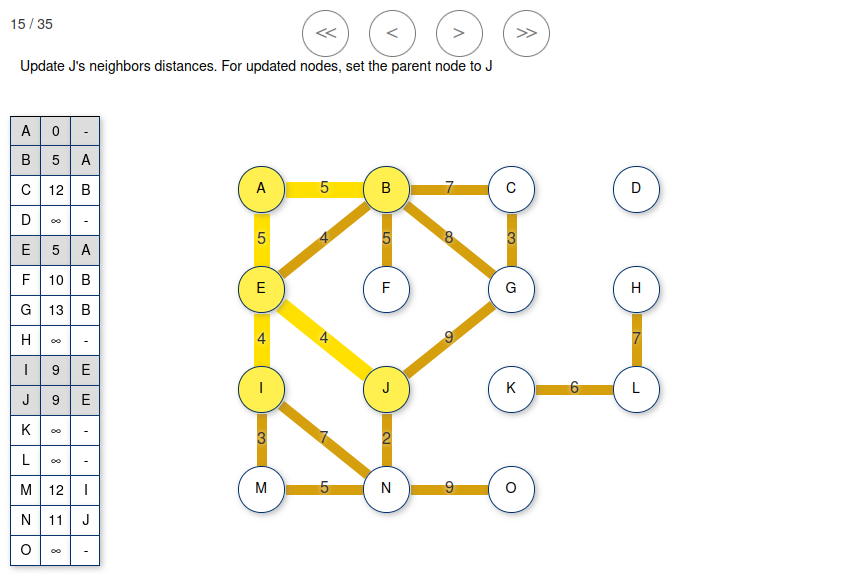 15 / 35
<< < > >>
Update J's neighbors distances. For updated nodes, set the parent node to J
A 0 -
B 5 A
C 12 B
D ∞ -
E 5 A
F 10 B
G 13 B
H ∞ -
I 9 E
J 9 E
K ∞ -
L ∞ -
M 12 I
N 11 J
O ∞ -
A 5 B 7 C D
5 4 5 8 3
E F G H
4 4 9 7
I J K 6 L
3 7 2
M 5 N 9 O